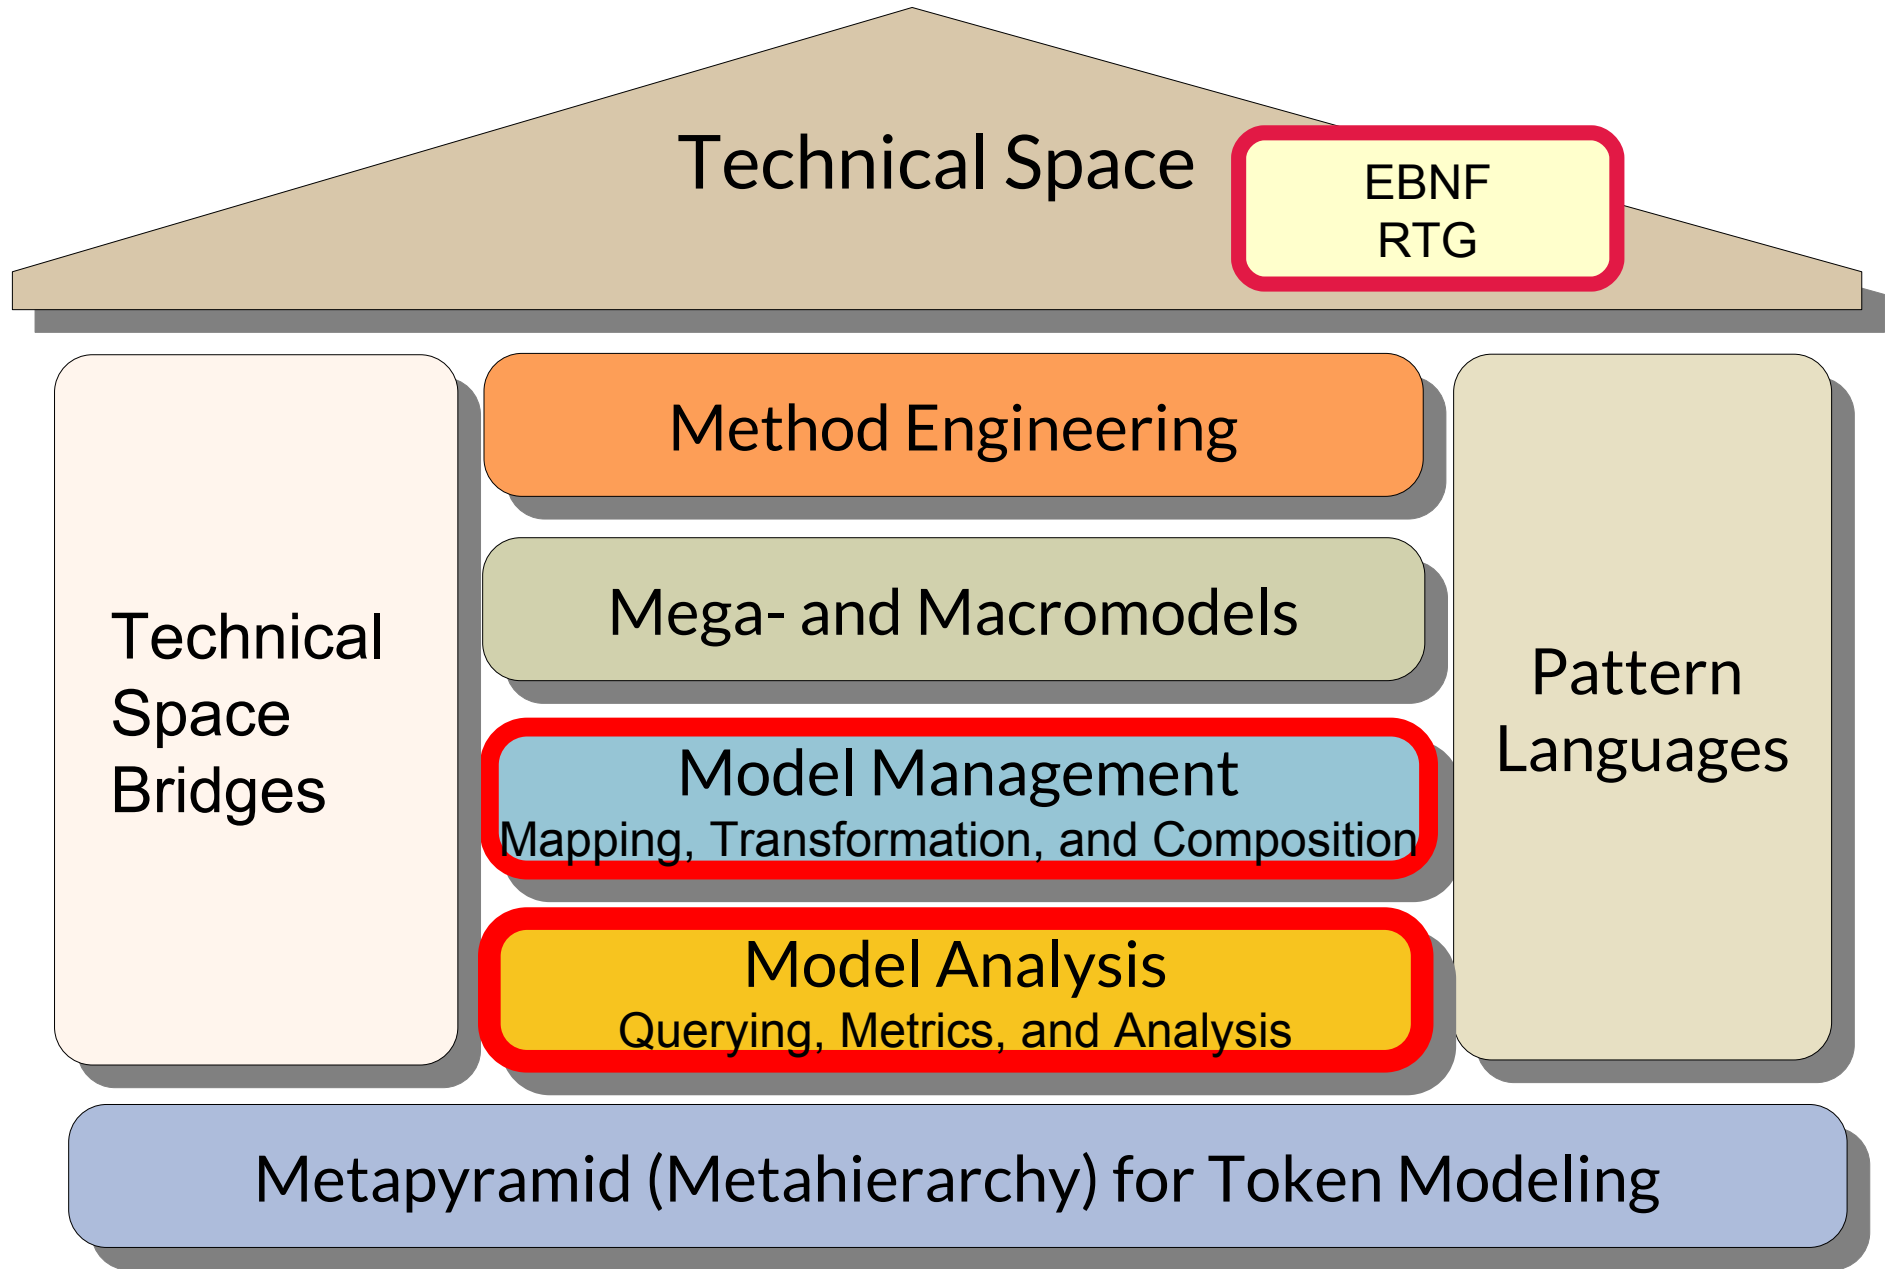 Technical Space
EBNF
RTG
Method Engineering
Mega- and Macromodels
Technical
Space
Bridges
Pattern
Languages
Model Management
Mapping, Transformation, and Composition
Model Analysis
Querying, Metrics, and Analysis
Metapyramid (Metahierarchy) for Token Modeling